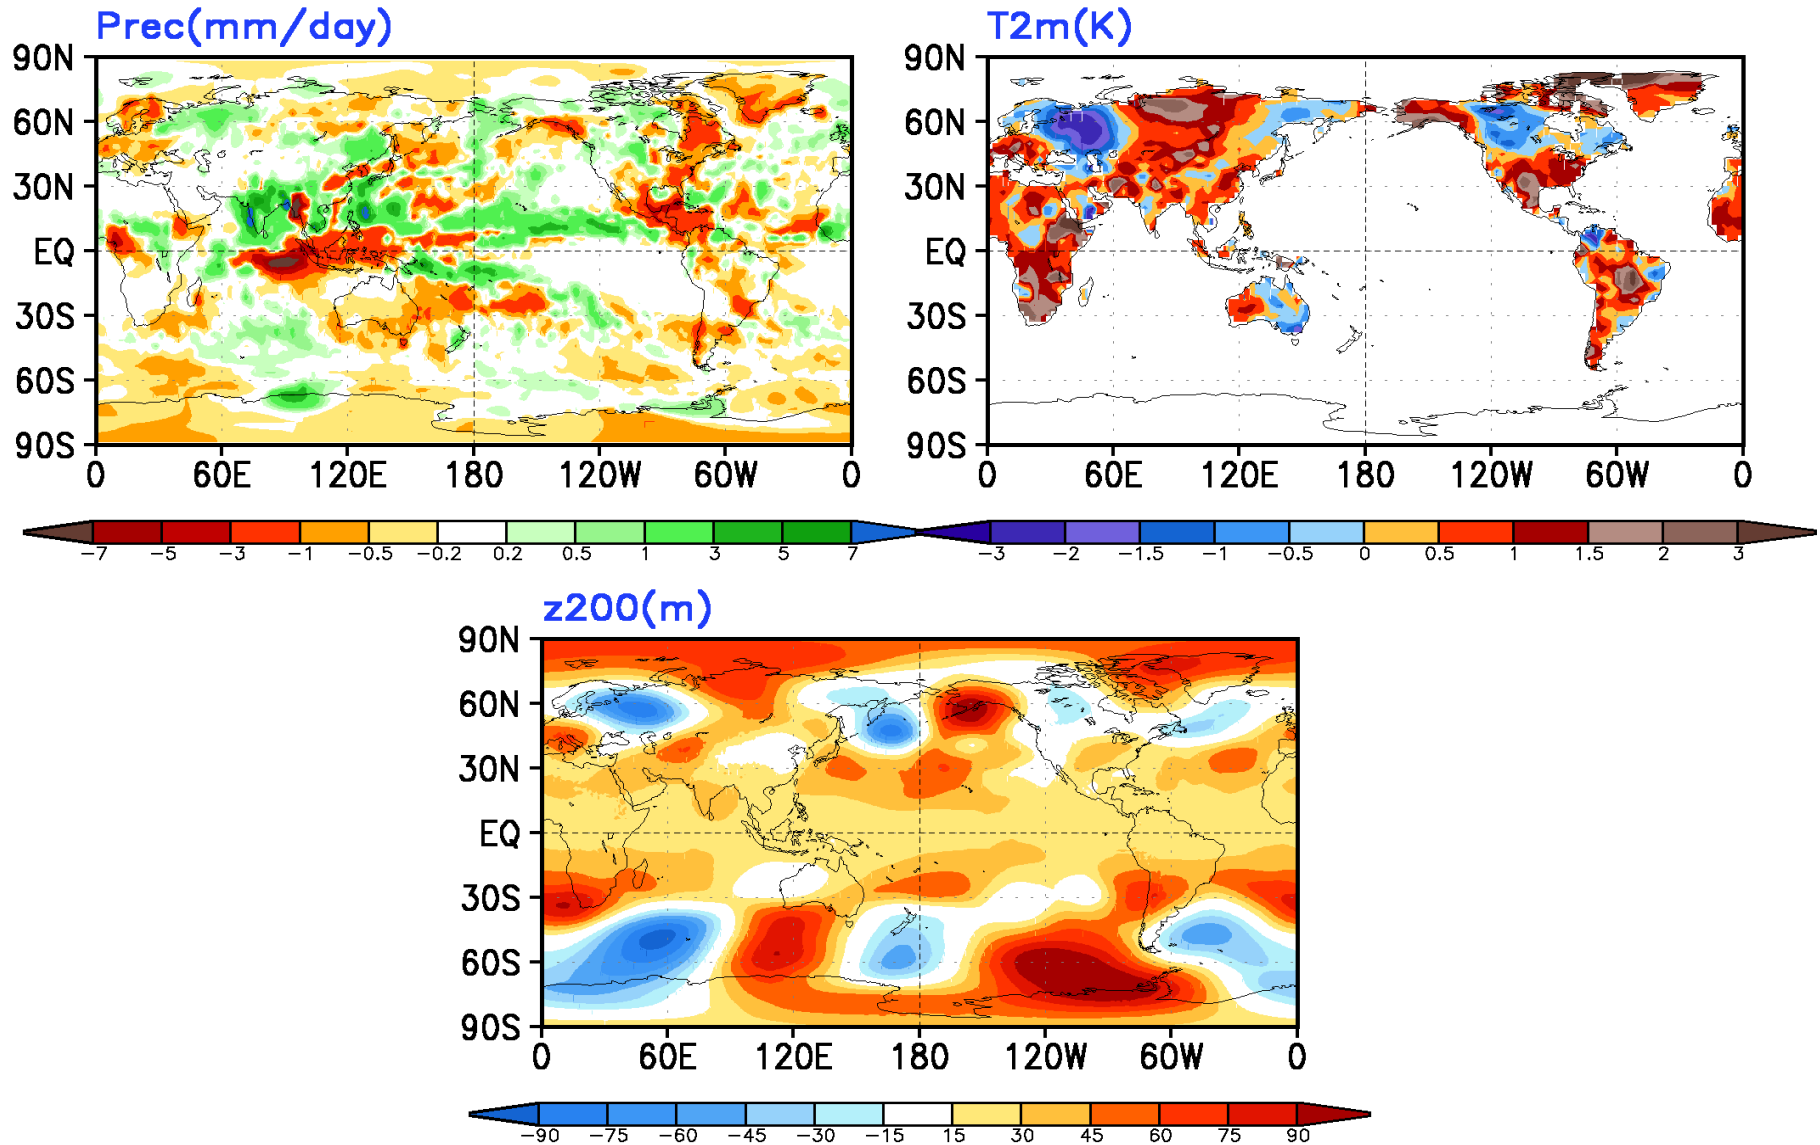 Prec(mm/day)
90N
60N
30N
EQ
30S
60S
90S
0 60E 120E 180 120W 60W 0
-7 -5 -3 -1 -0.5 -0.2 0.2 0.5 1 3 5 7
T2m(K)
90N
60N
30N
EQ
30S
60S
90S
0 60E 120E 180 120W 60W 0
-3 -2 -1.5 -1 -0.5 0 0.5 1 1.5 2 3
z200(m)
90N
60N
30N
EQ
30S
60S
90S
0 60E 120E 180 120W 60W 0
-90 -75 -60 -45 -30 -15 15 30 45 60 75 90